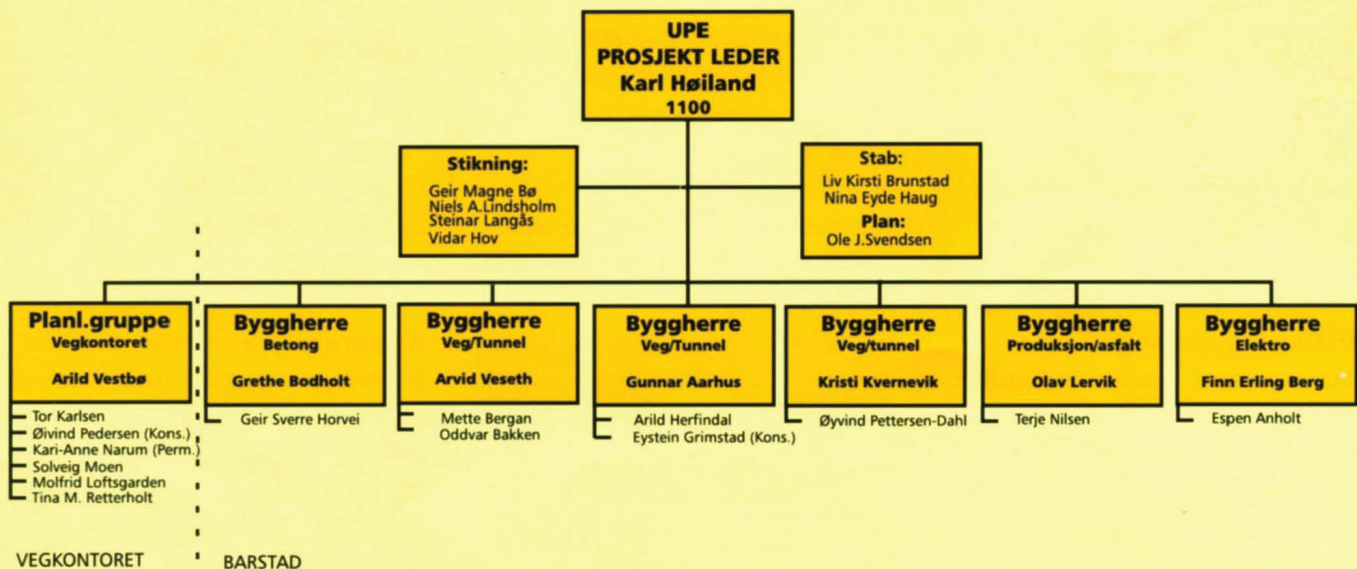 UPE
PROSJEKT LEDER
Karl Høiland
1100
Stikning:
Geir Magne Bø
Niels A.Lindsholm
Steinar Langås
Vidar Hov
Stab:
Liv Kirsti Brunstad
Nina Eyde Haug
Plan:
Ole J.Svendsen
Planl.gruppe
Vegkontoret
Arild Vestbø
Tor Karlsen
Øivind Pedersen (Kons.)
Kari-Anne Narum (Perm.)
Solveig Moen
Molfrid Loftsgarden
Tina M. Retterholt
Byggherre
Betong
Grethe Bodholt
Geir Sverre Horvei
Byggherre
Veg/Tunnel
Arvid Veseth
Mette Bergan
Oddvar Bakken
Byggherre
Veg/Tunnel
Gunnar Aarhus
Arild Herfindal
Eystein Grimstad (Kons.)
Byggherre
Veg/tunnel
Kristi Kvernevik
Øyvind Pettersen-Dahl
Byggherre
Produksjon/asfalt
Olav Lervik
Terje Nilsen
Byggherre
Elektro
Finn Erling Berg
Espen Anholt
VEGKONTORET
BARSTAD